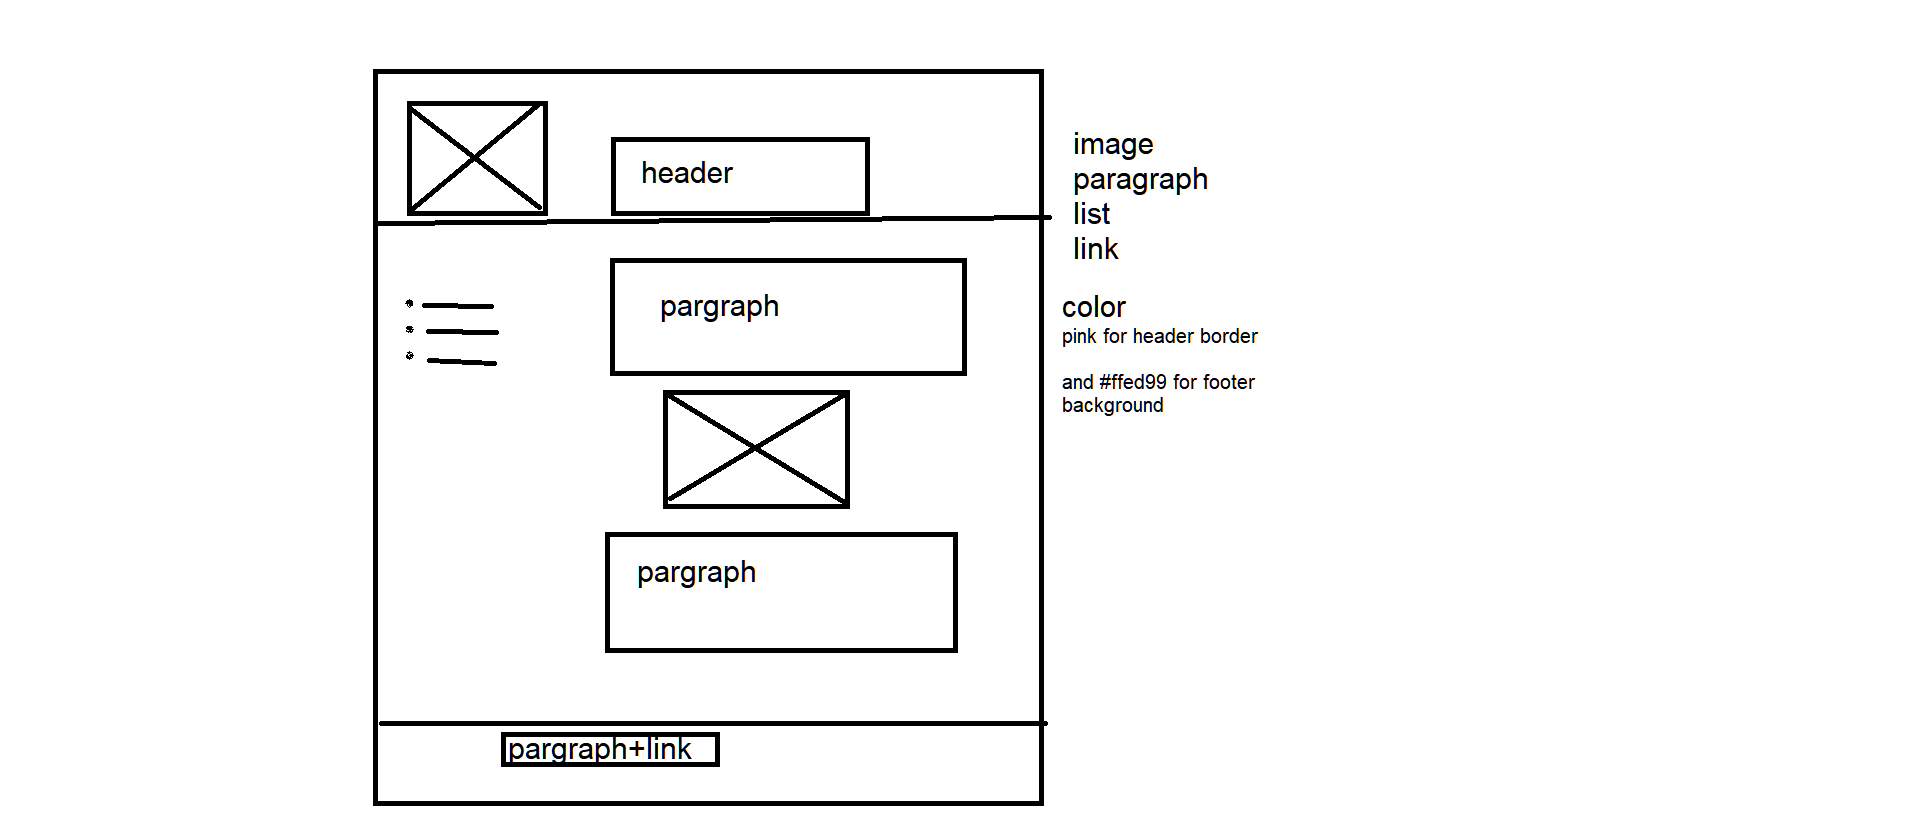 header
pargraph
pargraph
pargraph+link
image
paragraph
list
link
color
pink for header border
and #ffed99 for footer
background